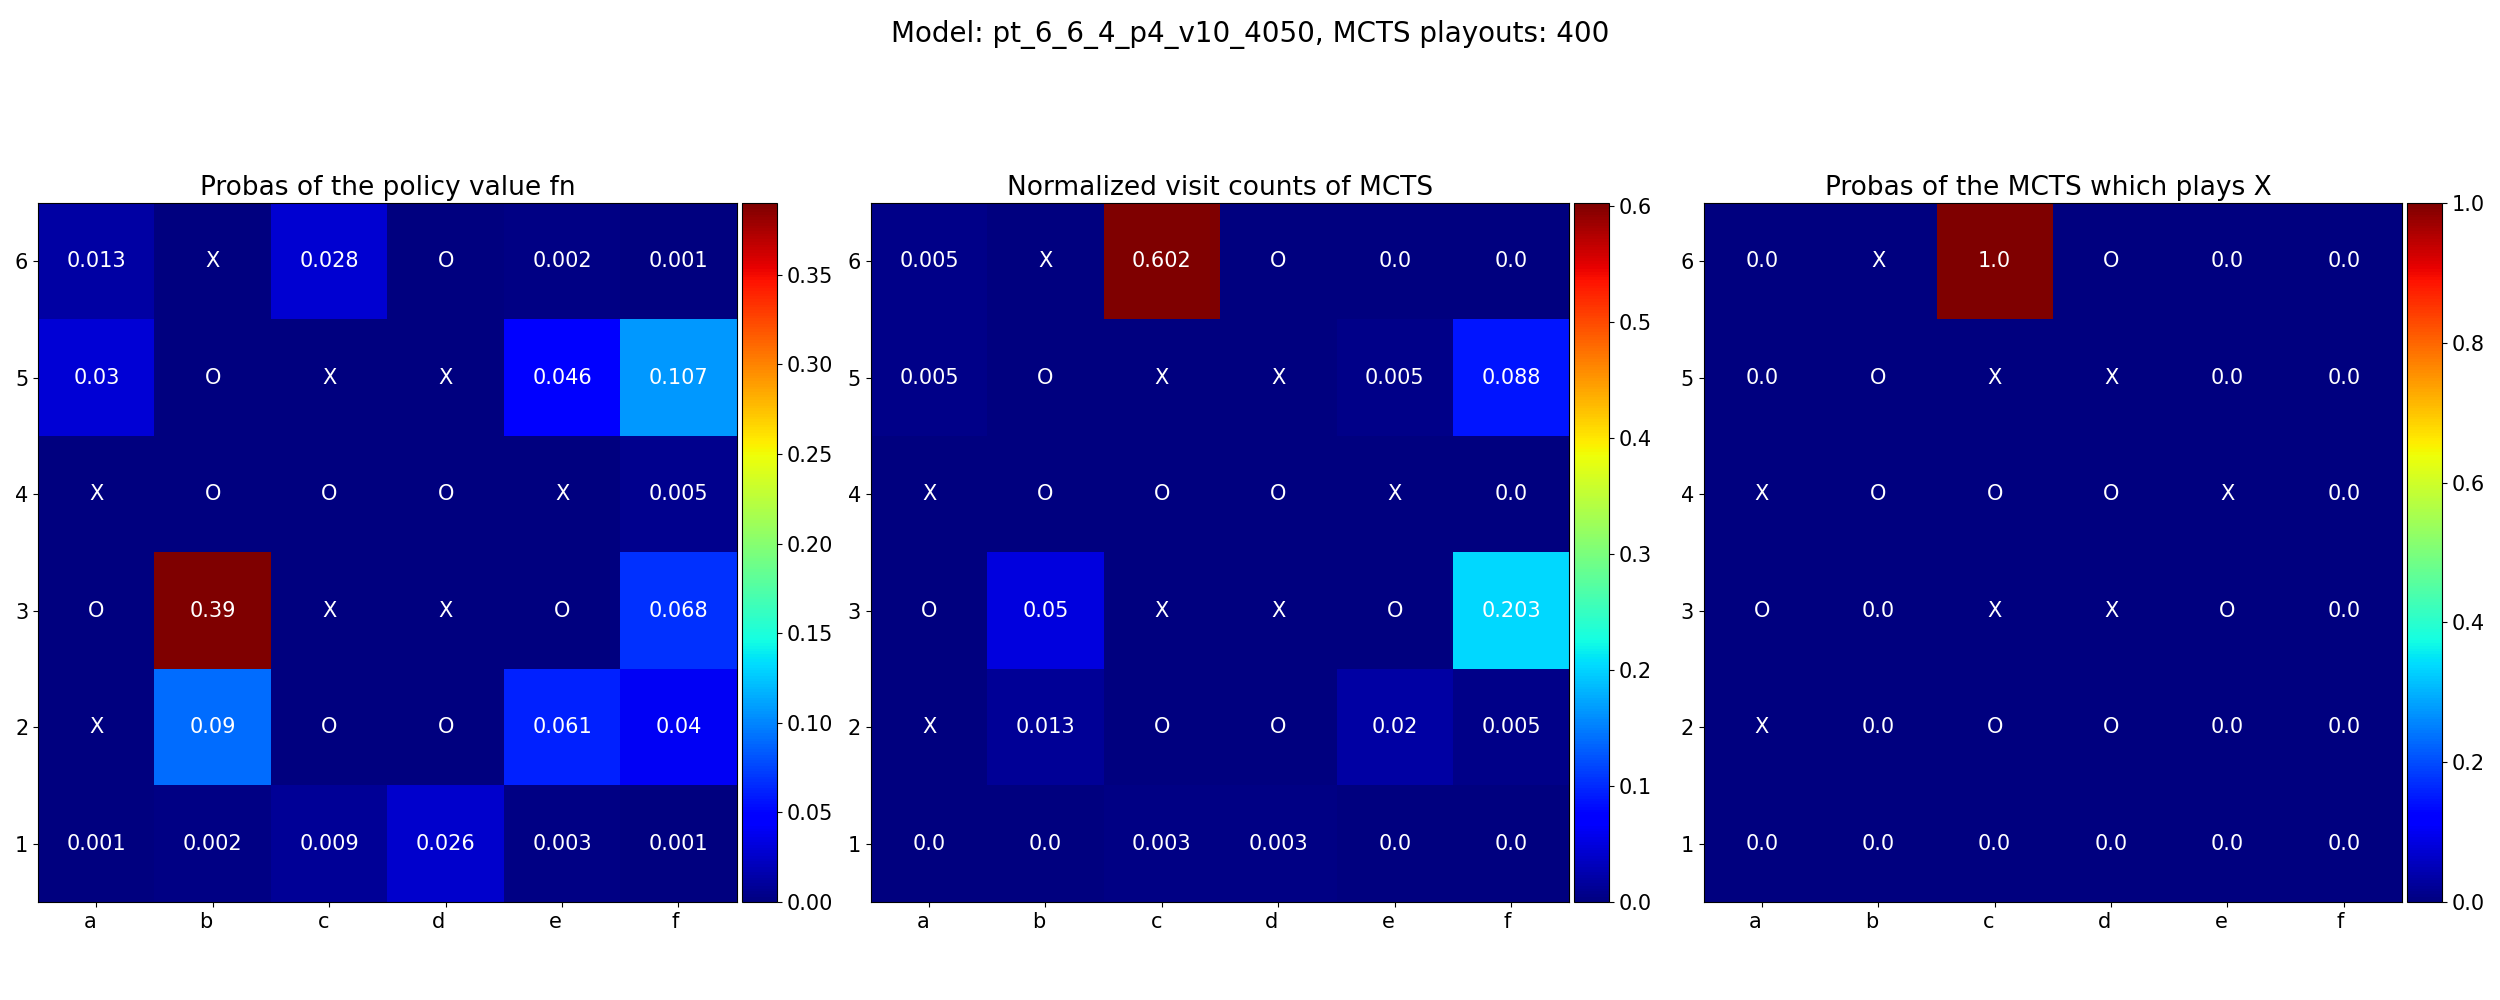 Model: pt_6_6_4_p4_v10_4050, MCTS playouts: 400
Probas of the policy value fn
6 0.013 X 0.028 O 0.002 0.001
5 0.03 O X X 0.046 0.107
4 X O O O X 0.005
3 O 0.39 X X O 0.068
2 X 0.09 O O 0.061 0.04
1 0.001 0.002 0.009 0.026 0.003 0.001
a b c d e f
0.35
0.30
0.25
0.20
0.15
0.10
0.05
0.00
Normalized visit counts of MCTS
6 0.005 X 0.602 O 0.0 0.0
5 0.005 O X X 0.005 0.088
4 X O O O X 0.0
3 O 0.05 X X O 0.203
2 X 0.013 O O 0.02 0.005
1 0.0 0.0 0.003 0.003 0.0 0.0
a b c d e f
0.6
0.5
0.4
0.3
0.2
0.1
0.0
Probas of the MCTS which plays X
6 0.0 X 1.0 O 0.0 0.0
5 0.0 O X X 0.0 0.0
4 X O O O X 0.0
3 O 0.0 X X O 0.0
2 X 0.0 O O 0.0 0.0
1 0.0 0.0 0.0 0.0 0.0 0.0
a b c d e f
1.0
0.8
0.6
0.4
0.2
0.0